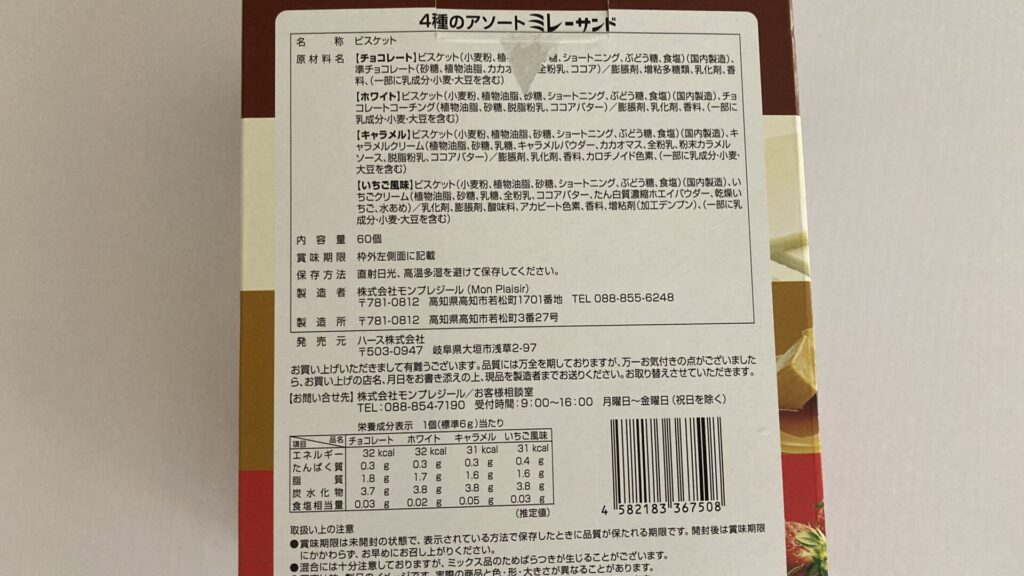 4種のアソートミレーサンド
名 称 ビスケット
原材料名 【チョコレート】ビスケット(小麦粉、植 砂糖、ショートニング、ぶどう糖、食塩)(国内製造)、
準チョコレート(砂糖、植物油脂、カカオ 全粉乳、ココア)/膨脹剤、増粘多糖類、乳化剤、香
料、(一部に乳成分・小麦・大豆を含む)
【ホワイト】ビスケット(小麦粉、植物油脂、砂糖、ショートニング、ぶどう糖、食塩)(国内製造)、チョ
コレートコーチング(植物油脂、砂糖、脱脂粉乳、ココアバター)/膨脹剤、乳化剤、香料、(一部に
乳成分・小麦・大豆を含む)
【キャラメル】ビスケット(小麦粉、植物油脂、砂糖、ショートニング、ぶどう糖、食塩)(国内製造)、キ
ャラメルクリーム(植物油脂、砂糖、乳糖、キャラメルパウダー、カカオマス、全粉乳、粉末カラメル
ソース、脱脂粉乳、ココアバター)/膨脹剤、乳化剤、香料、カロチノイド色素、(一部に乳成分・小麦・
大豆を含む)
【いちご風味】ビスケット(小麦粉、植物油脂、砂糖、ショートニング、ぶどう糖、食塩)(国内製造)、い
ちごクリーム(植物油脂、砂糖、乳糖、全粉乳、ココアバター、たん白質濃縮ホエイパウダー、乾燥い
ちご、水あめ)/乳化剤、膨脹剤、酸味料、アカビート色素、香料、増粘剤(加工デンプン)、(一部に乳
成分・小麦・大豆を含む)
内容量 60個
賞味期限 枠外左側面に記載
保存方法 直射日光、高温多湿を避けて保存してください。
製造者 株式会社モンプレジール(Mon Plaisir)
〒781-0812 高知県高知市若松町1701番地 TEL 088-855-6248
製造所 〒781-0812 高知県高知市若松町3番27号
発売元 ハース株式会社
〒503-0947 岐阜県大垣市浅草2-97
お買い上げいただきまして有難うございます。品質には万全を期しておりますが、万一お気付きの点がございました
ら、お買い上げの店名、月日をお書き添えの上、現品を製造者までお送りください。お取り替えさせていただきます。
【お問い合せ先】株式会社モンプレジール/お客様相談室
TEL:088-854-7190 受付時間:9:00〜16:00 月曜日〜金曜日(祝日を除く)
栄養成分表示 1個(標準6g)当たり
項目 品名 チョコレート ホワイト キャラメル いちご風味
エネルギー 32 kcal 32 kcal 31 kcal 31 kcal
たんぱく質 0.3 g 0.3 g 0.3 g 0.4 g
脂質 1.8 g 1.7 g 1.6 g 1.6 g
炭水化物 3.7 g 3.8 g 3.8 g 3.8 g
食塩相当量 0.03 g 0.02 g 0.05 g 0.03 g
(推定値)
4 582183 367508
取扱い上の注意
●賞味期限は未開封の状態で、表示されている方法で保存したときに品質が保たれる期限です。開封後は賞味期限
にかかわらず、お早めにお召し上がりください。
●混合には十分注意しておりますが、ミックス品のためばらつきが生じることがございます。
製品のイメージです。実際の商品と色・形・大きさが異なることがあります。